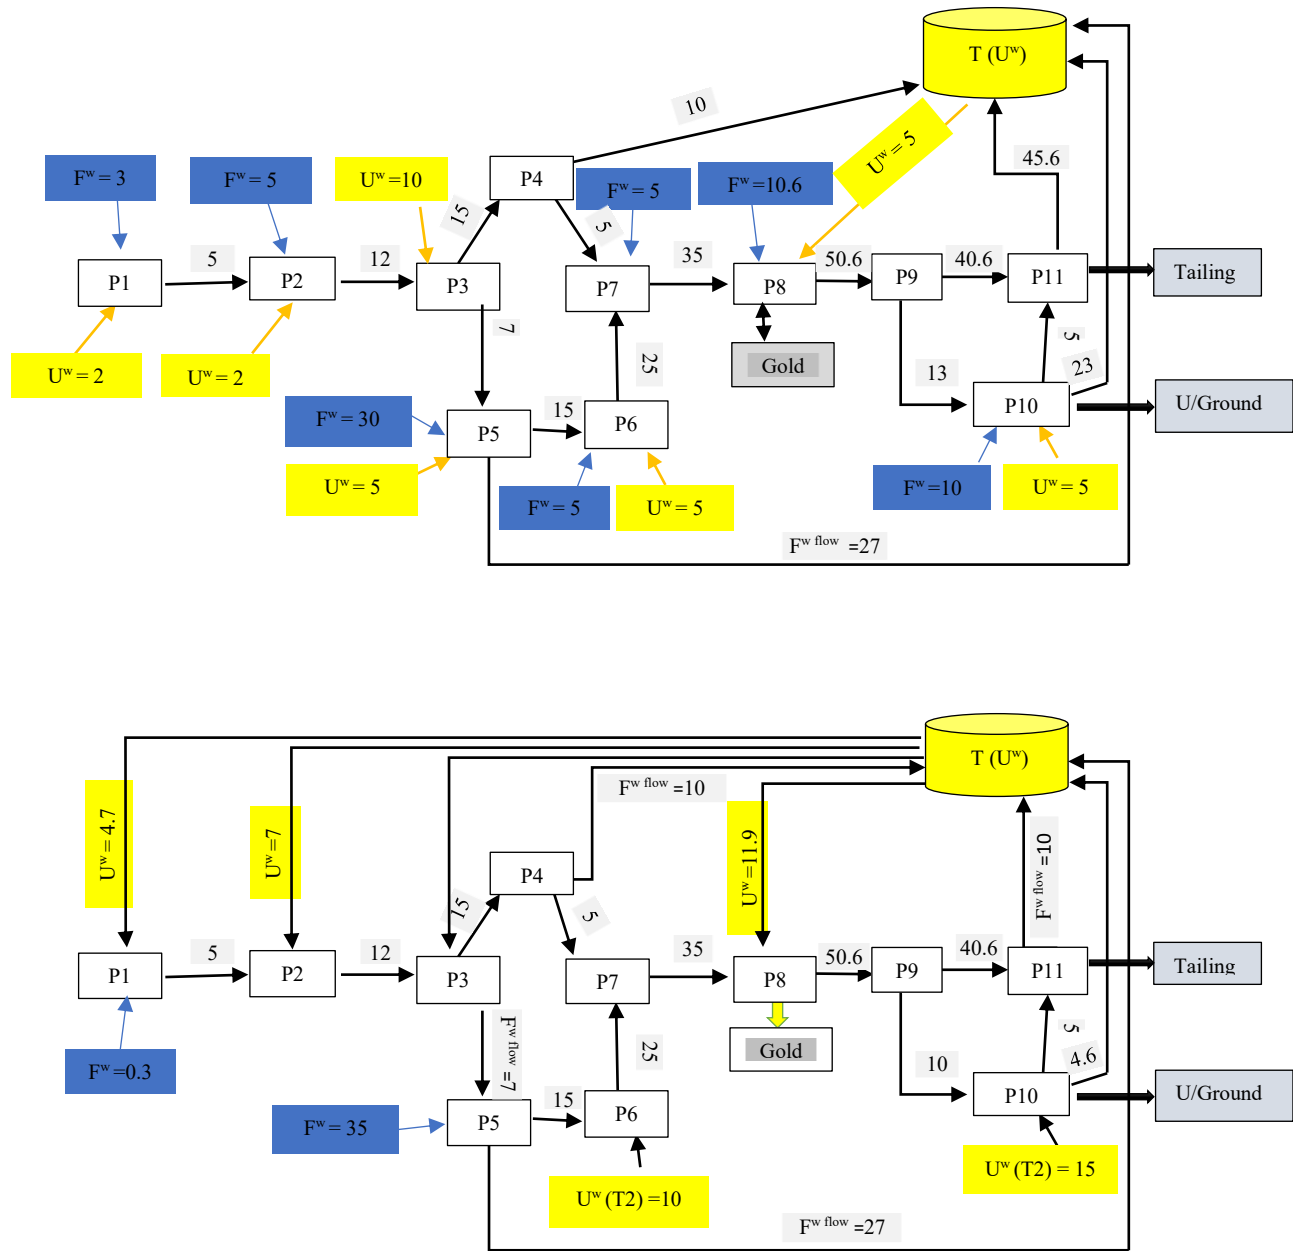 T (Uʷ)
10
Uʷ = 5
45.6
Fʷ = 3
Fʷ = 5
Uʷ =10
P4
Fʷ = 5
Fʷ =10.6
15
5
5
12
35
50.6
40.6
P1
P2
P3
P7
P8
P9
P11
Tailing
7
Uʷ = 2
Uʷ = 2
25
Gold
13
5
23
Fʷ = 30
P5
15
P6
P10
U/Ground
Uʷ = 5
Fʷ = 5
Uʷ = 5
Fʷ =10
Uʷ = 5
Fʷ ᶠˡᵒʷ =27
T (Uʷ)
Fʷ ᶠˡᵒʷ =10
Uʷ = 4.7
Uʷ =7
Uʷ =11.9
Fʷ ᶠˡᵒʷ =10
P4
15
5
5
12
35
50.6
40.6
P1
P2
P3
P7
P8
P9
P11
Tailing
Fʷ ᶠˡᵒʷ =7
25
Gold
10
5
4.6
Fʷ =0.3
15
P6
P10
U/Ground
Fʷ = 35
P5
Uʷ (T2) =10
Uʷ (T2) = 15
Fʷ ᶠˡᵒʷ =27